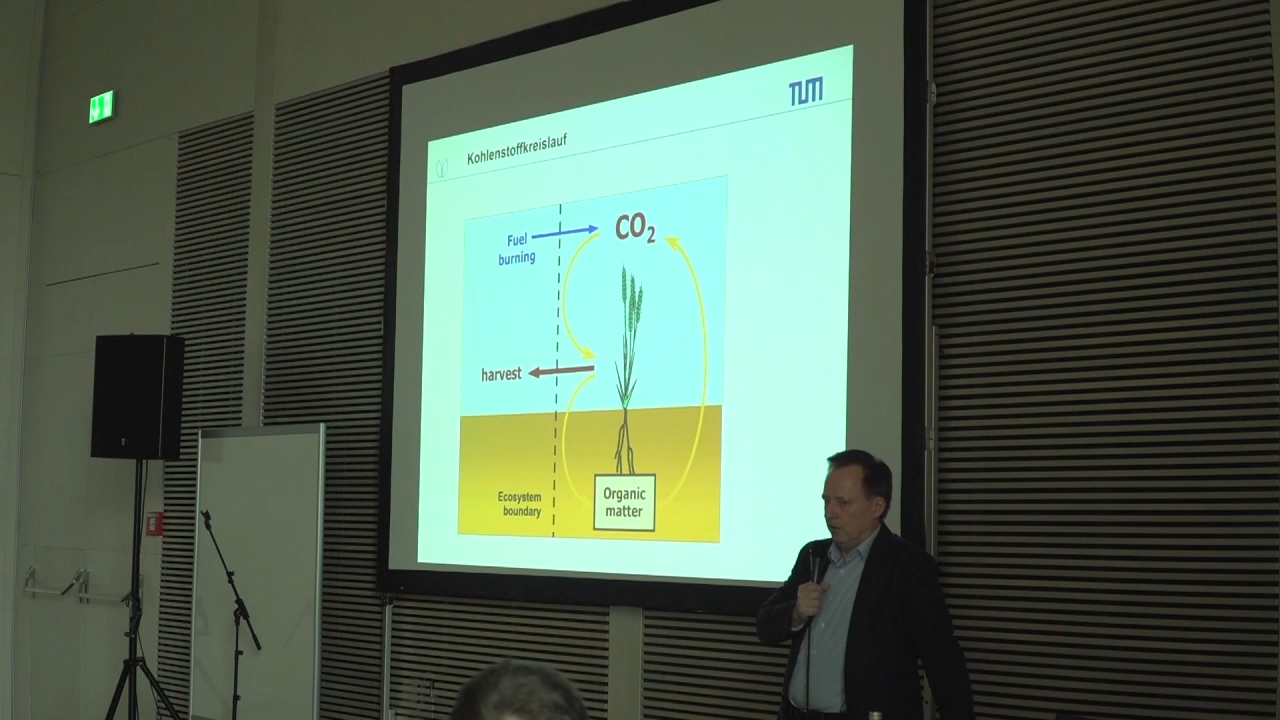 TUM
Kohlenstoffkreislauf
Fuel
burning
CO₂
harvest
Ecosystem
boundary
Organic
matter